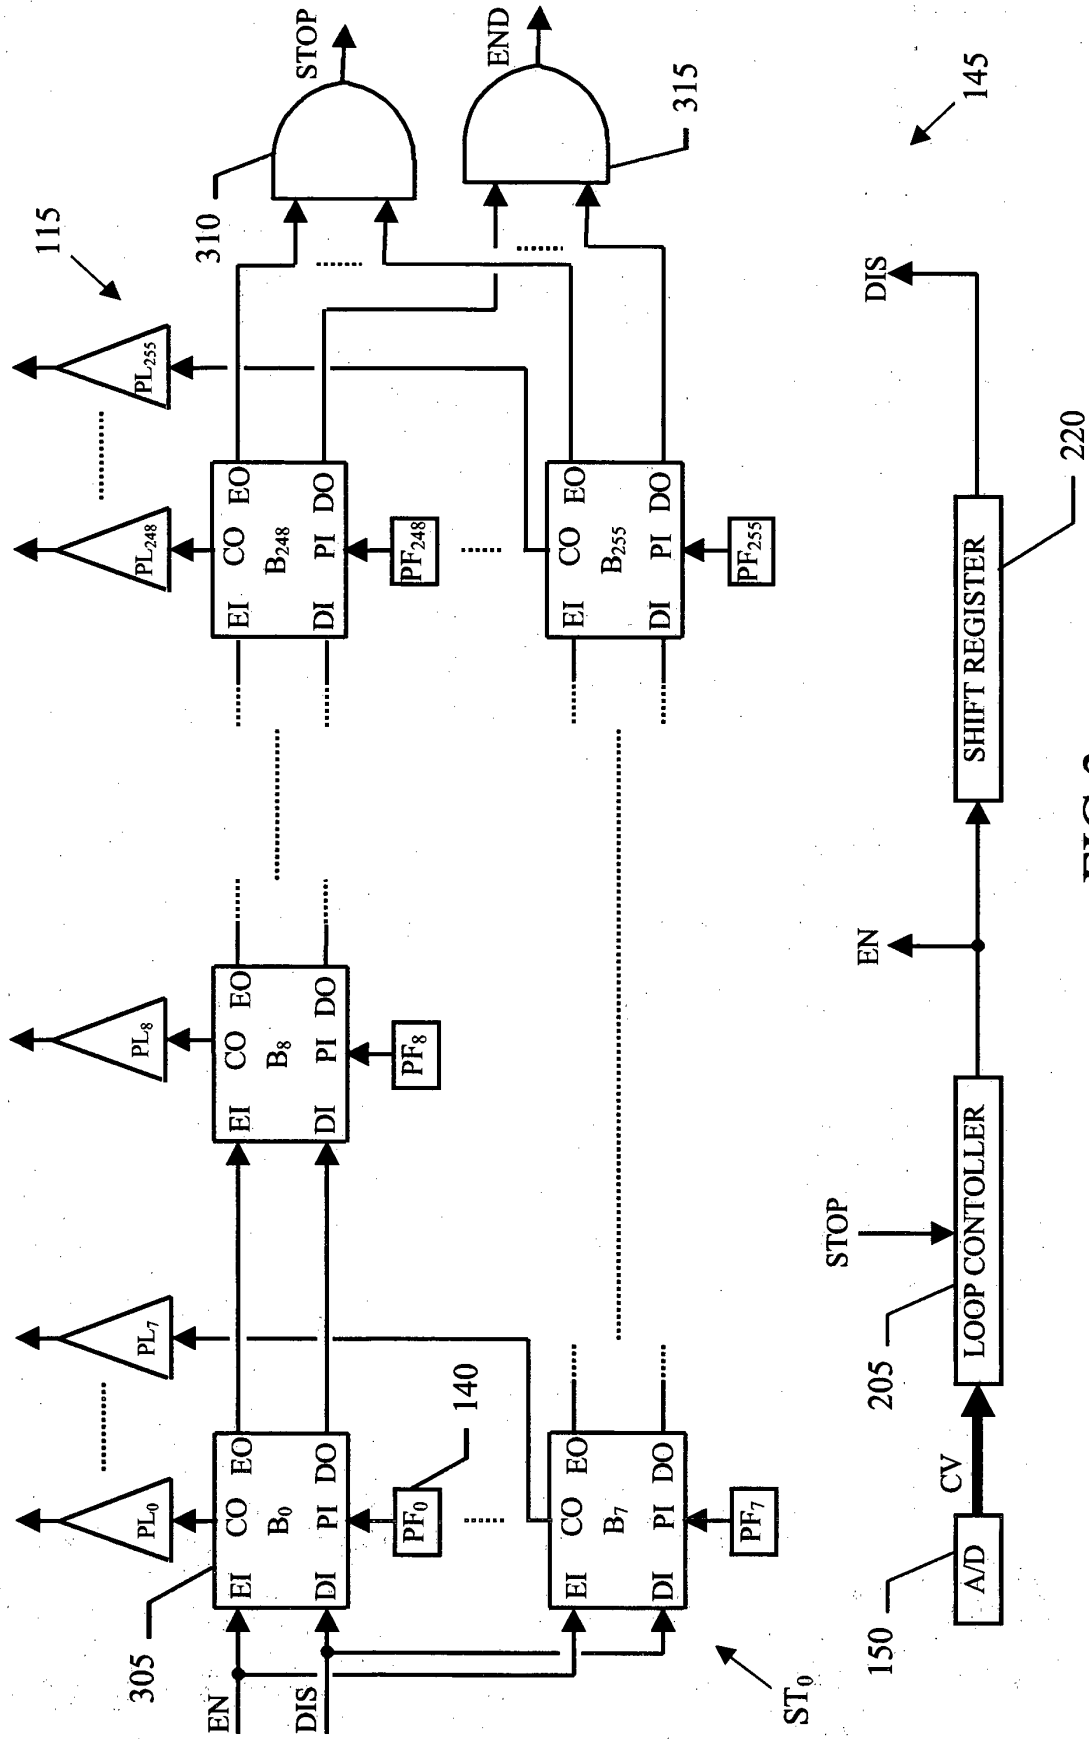 115
310
STOP
END
315
PL0
PL7
PL8
PL248
PL255
305
EN
DIS
EI CO EO
B0
DI PI DO
PF0
140
EI CO EO
B8
DI PI DO
PF8
EI CO EO
B248
DI PI DO
PF248
EI CO EO
B7
DI PI DO
PF7
EI CO EO
B255
DI PI DO
PF255
ST0
145
150
A/D
CV
205
STOP
LOOP CONTOLLER
EN
SHIFT REGISTER
220
DIS